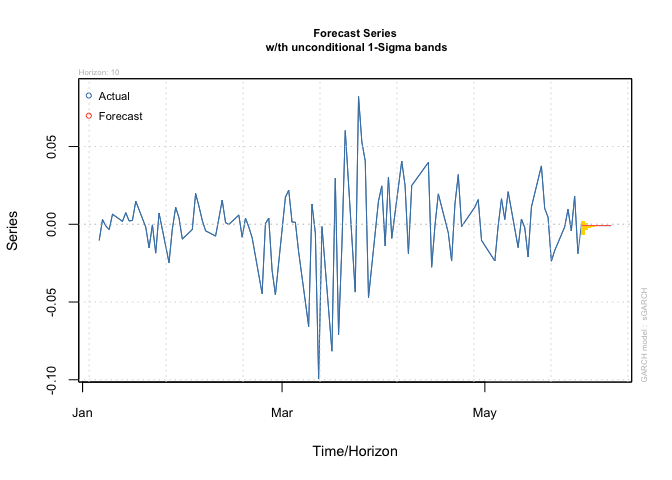 Forecast Series
w/th unconditional 1-Sigma bands
Horizon: 10
Actual
Forecast
0.05
0.00
-0.05
-0.10
Series
Jan
Mar
May
Time/Horizon
GARCH model : sGARCH